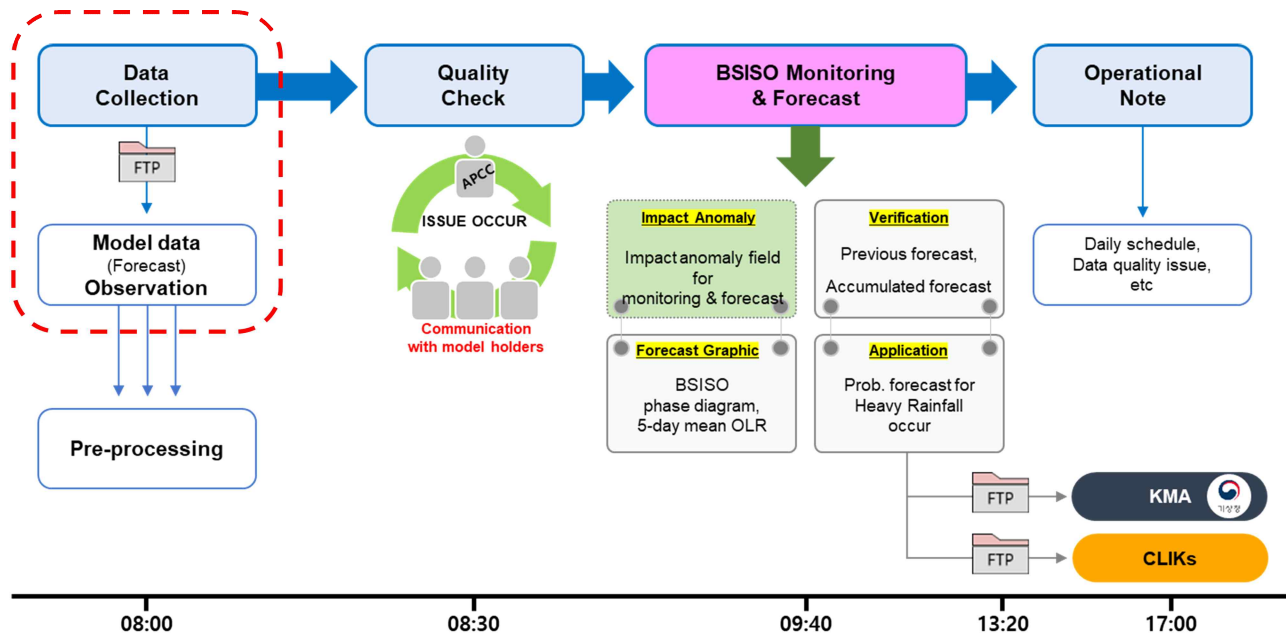 Data
Collection
FTP
Model data
(Forecast)
Observation
Pre-processing
Quality
Check
APCC
ISSUE OCCUR
Communication
with model holders
BSISO Monitoring
& Forecast
Impact Anomaly
Impact anomaly field
for
monitoring & forecast
Verification
Previous forecast,
Accumulated forecast
Forecast Graphic
BSISO
phase diagram,
5-day mean OLR
Application
Prob. forecast for
Heavy Rainfall
occur
Operational
Note
Daily schedule,
Data quality issue,
etc
FTP
KMA
기상청
FTP
CLIKs
08:00
08:30
09:40
13:20
17:00